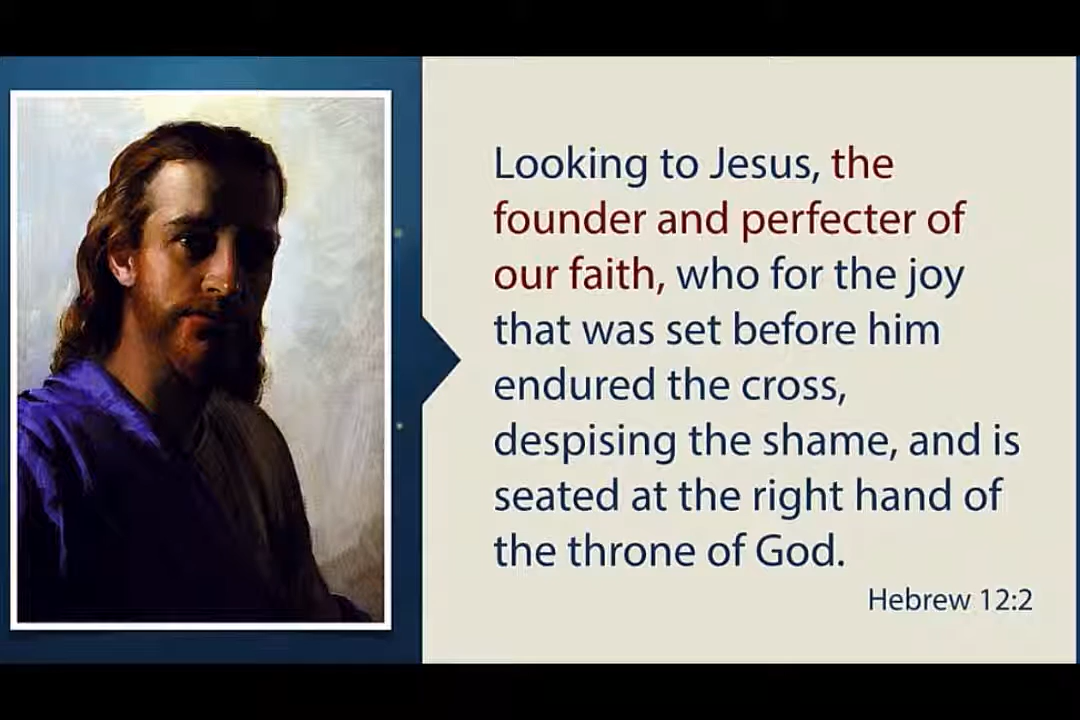 Looking to Jesus, the
founder and perfecter of
our faith, who for the joy
that was set before him
endured the cross,
despising the shame, and is
seated at the right hand of
the throne of God.
Hebrew 12:2